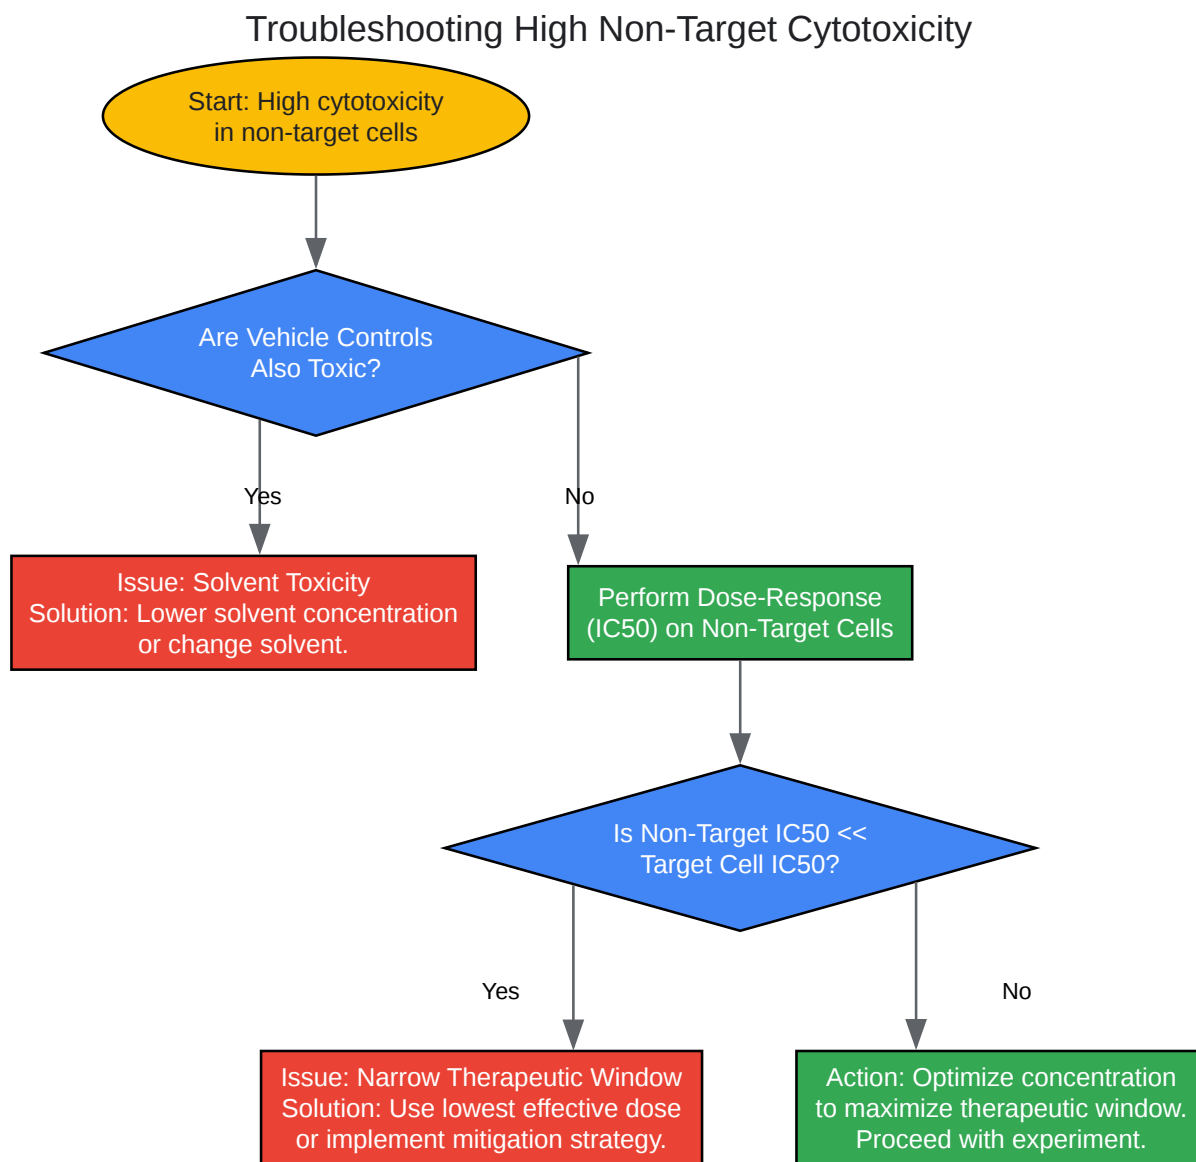 Troubleshooting High Non-Target Cytotoxicity
Start: High cytotoxicity
in non-target cells
Are Vehicle Controls
Also Toxic?
Yes
No
Issue: Solvent Toxicity
Solution: Lower solvent concentration
or change solvent.
Perform Dose-Response
(IC50) on Non-Target Cells
Is Non-Target IC50 <<
Target Cell IC50?
Yes
No
Issue: Narrow Therapeutic Window
Solution: Use lowest effective dose
or implement mitigation strategy.
Action: Optimize concentration
to maximize therapeutic window.
Proceed with experiment.